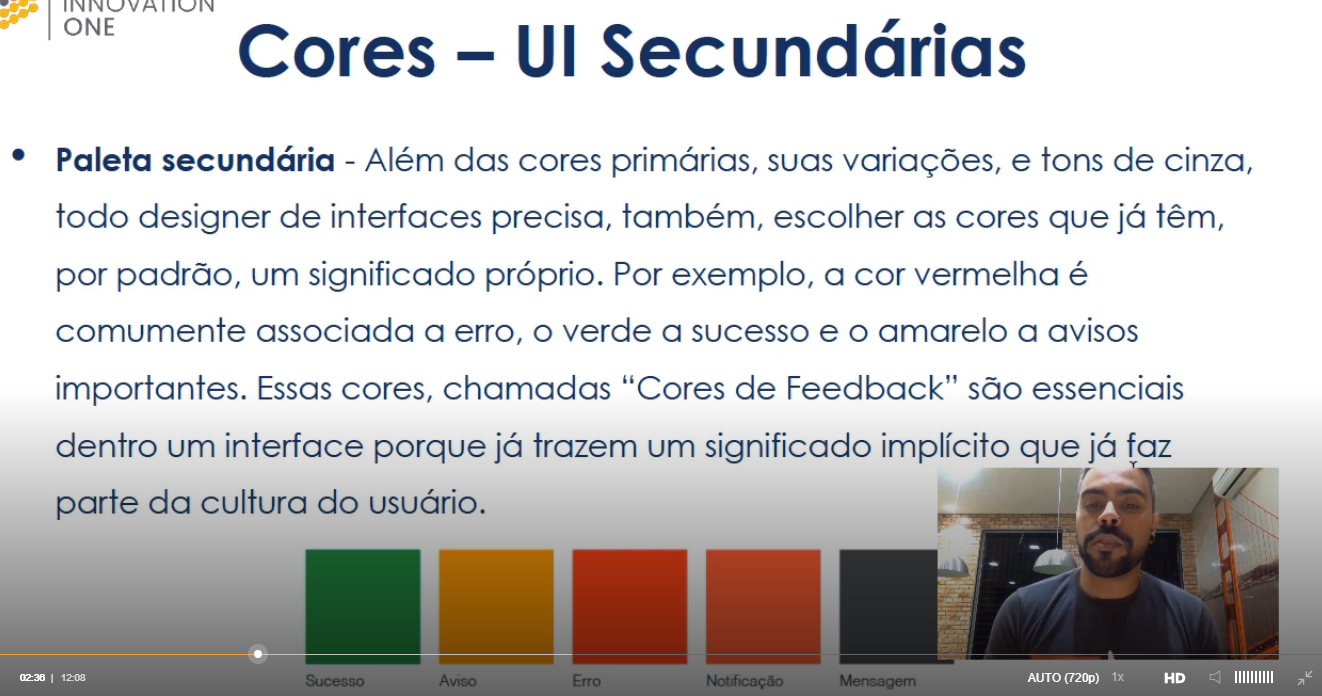 INNOVATION
ONE
Cores – UI Secundárias
• Paleta secundária - Além das cores primárias, suas variações, e tons de cinza,
todo designer de interfaces precisa, também, escolher as cores que já têm,
por padrão, um significado próprio. Por exemplo, a cor vermelha é
comumente associada a erro, o verde a sucesso e o amarelo a avisos
importantes. Essas cores, chamadas “Cores de Feedback” são essenciais
dentro um interface porque já trazem um significado implícito que já faz
parte da cultura do usuário.
Sucesso Aviso Erro Notificação Mensagem
02:36 | 12:08 AUTO (720p) 1x HD